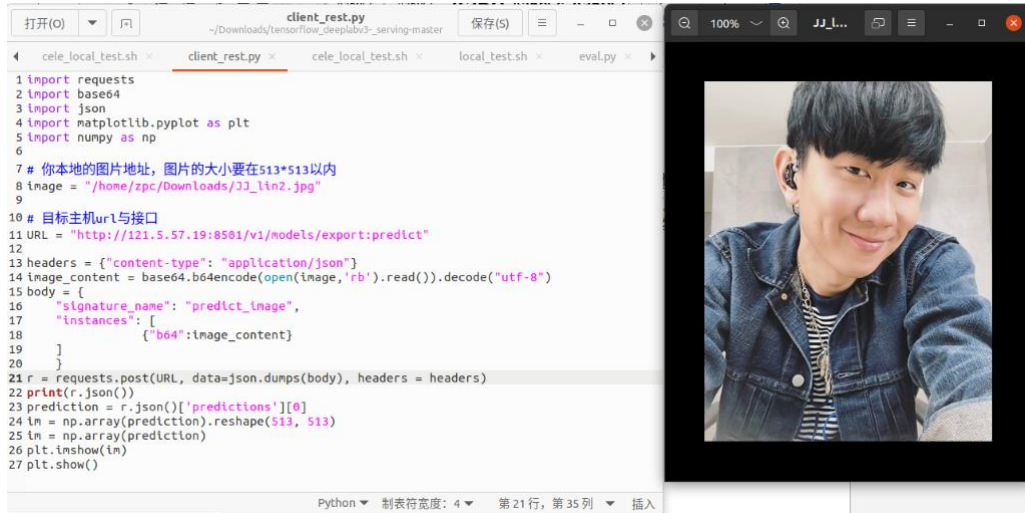 打开(O)
client_rest.py
~/Downloads/tensorflow_deeplabv3-_serving-master
保存(S)
cele_local_test.sh ×
client_rest.py ×
cele_local_test.sh ×
local_test.sh ×
eval.py ×
1 import requests
2 import base64
3 import json
4 import matplotlib.pyplot as plt
5 import numpy as np
6
7 # 你本地的图片地址，图片的大小要在513*513以内
8 image = "/home/zpc/Downloads/JJ_lin2.jpg"
9
10 # 目标主机url与接口
11 URL = "http://121.5.57.19:8501/v1/models/export:predict"
12
13 headers = {"content-type": "application/json"}
14 image_content = base64.b64encode(open(image,'rb').read()).decode("utf-8")
15 body = {
16     "signature_name": "predict_image",
17     "instances": [
18                {"b64":image_content}
19     ]
20     }
21 r = requests.post(URL, data=json.dumps(body), headers = headers)
22 print(r.json())
23 prediction = r.json()['predictions'][0]
24 im = np.array(prediction).reshape(513, 513)
25 im = np.array(prediction)
26 plt.imshow(im)
27 plt.show()
Python
制表符宽度：4
第 21 行，第 35 列
插入
100%
JJ_l...